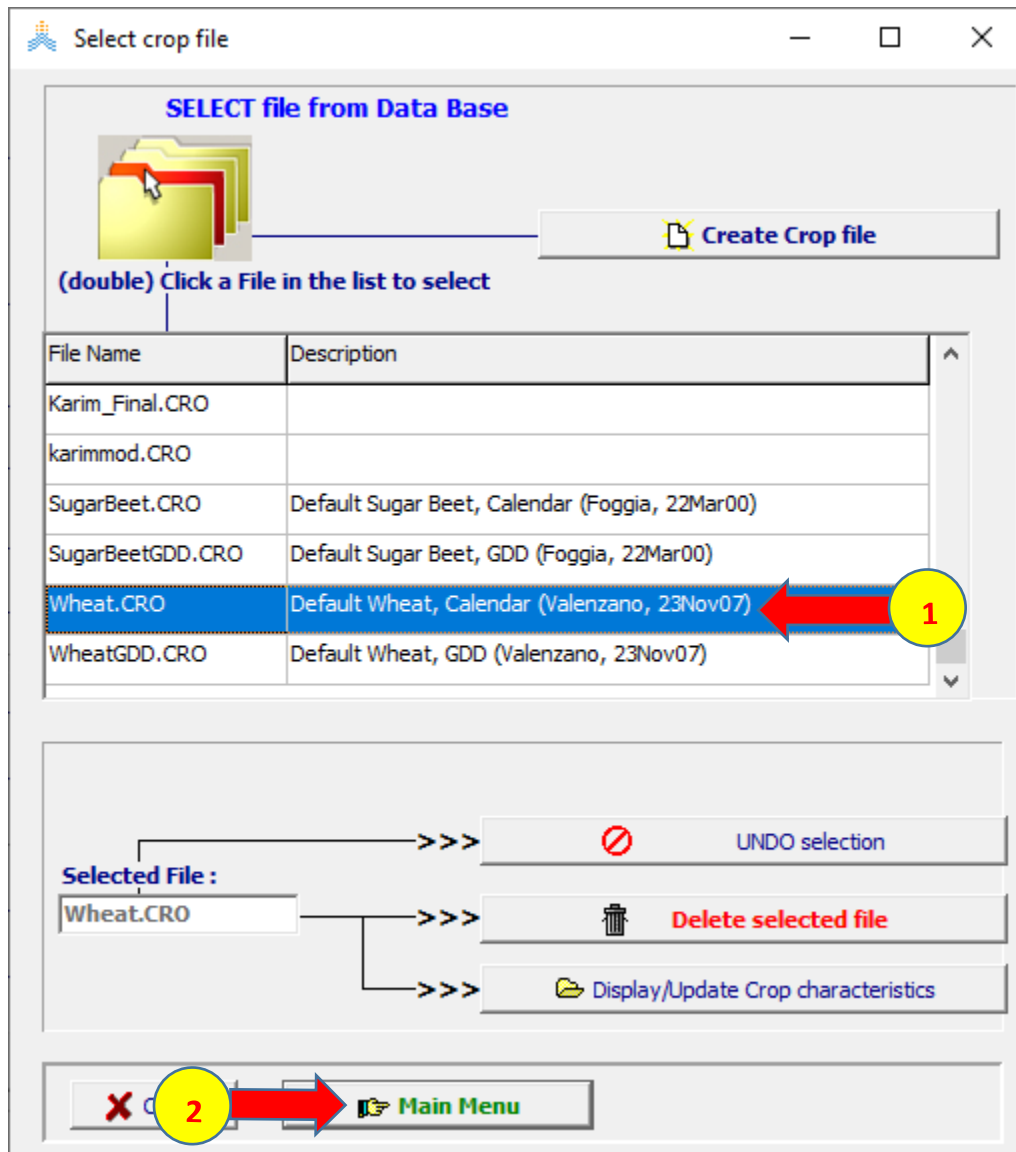 Select crop file
SELECT file from Data Base
Create Crop file
(double) Click a File in the list to select
File Name Description
Karim_Final.CRO
karimmod.CRO
SugarBeet.CRO Default Sugar Beet, Calendar (Foggia, 22Mar00)
SugarBeetGDD.CRO Default Sugar Beet, GDD (Foggia, 22Mar00)
Wheat.CRO Default Wheat, Calendar (Valenzano, 23Nov07) 1
WheatGDD.CRO Default Wheat, GDD (Valenzano, 23Nov07)
>>> UNDO selection
Selected File :
Wheat.CRO >>> Delete selected file
>>> Display/Update Crop characteristics
2 Main Menu